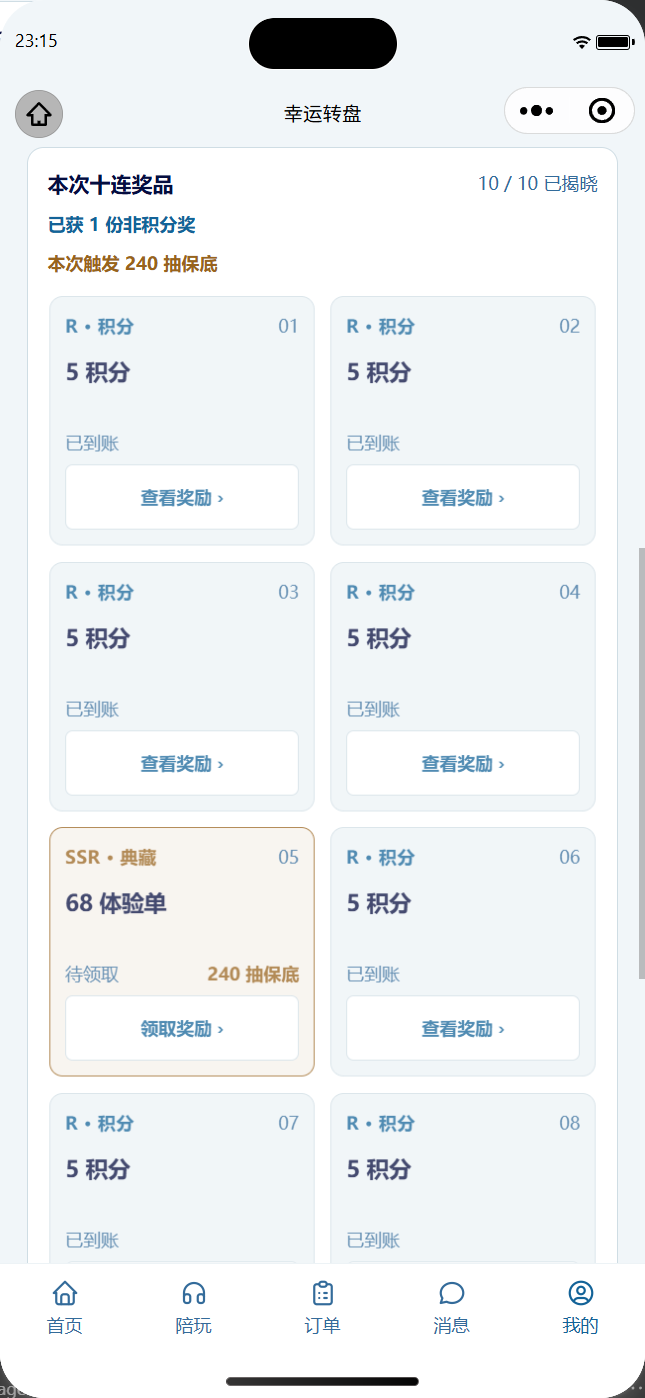 23:15
幸运转盘
本次十连奖品
10 / 10 已揭晓
已获 1 份非积分奖
本次触发 240 抽保底
R · 积分 01
5 积分
已到账
查看奖励 ›
R · 积分 02
5 积分
已到账
查看奖励 ›
R · 积分 03
5 积分
已到账
查看奖励 ›
R · 积分 04
5 积分
已到账
查看奖励 ›
SSR · 典藏 05
68 体验单
待领取 240 抽保底
领取奖励 ›
R · 积分 06
5 积分
已到账
查看奖励 ›
R · 积分 07
5 积分
已到账
R · 积分 08
5 积分
已到账
首页
陪玩
订单
消息
我的